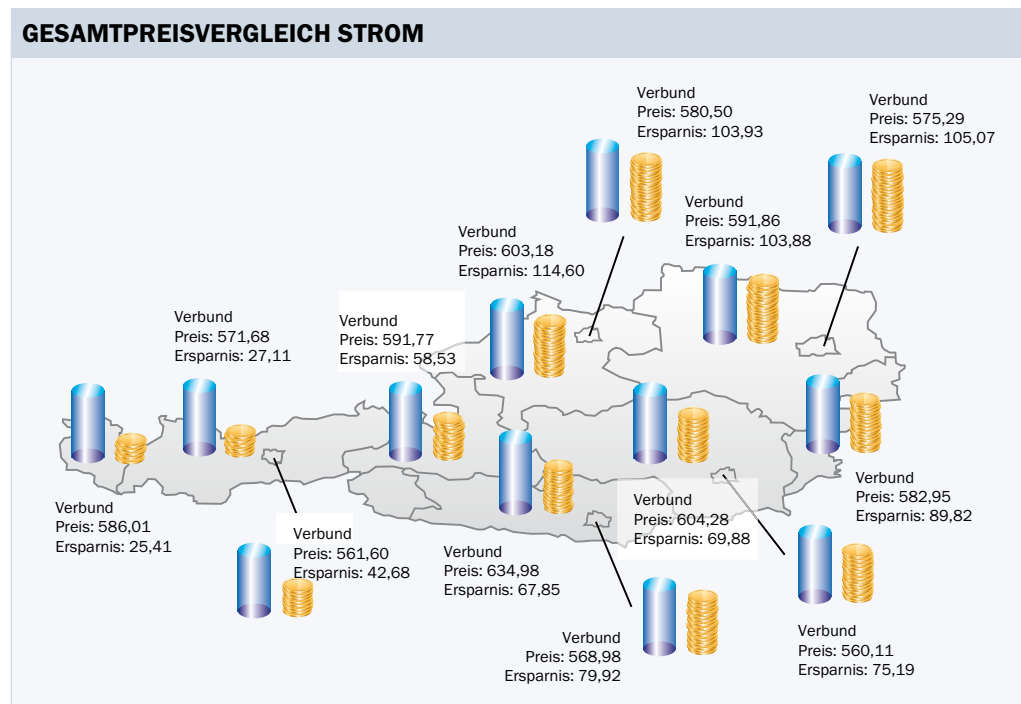 GESAMTPREISVERGLEICH STROM
Verbund
Preis: 580,50
Ersparnis: 103,93
Verbund
Preis: 575,29
Ersparnis: 105,07
Verbund
Preis: 591,86
Ersparnis: 103,88
Verbund
Preis: 603,18
Ersparnis: 114,60
Verbund
Preis: 571,68
Ersparnis: 27,11
Verbund
Preis: 591,77
Ersparnis: 58,53
Verbund
Preis: 586,01
Ersparnis: 25,41
Verbund
Preis: 561,60
Ersparnis: 42,68
Verbund
Preis: 634,98
Ersparnis: 67,85
Verbund
Preis: 604,28
Ersparnis: 69,88
Verbund
Preis: 582,95
Ersparnis: 89,82
Verbund
Preis: 568,98
Ersparnis: 79,92
Verbund
Preis: 560,11
Ersparnis: 75,19